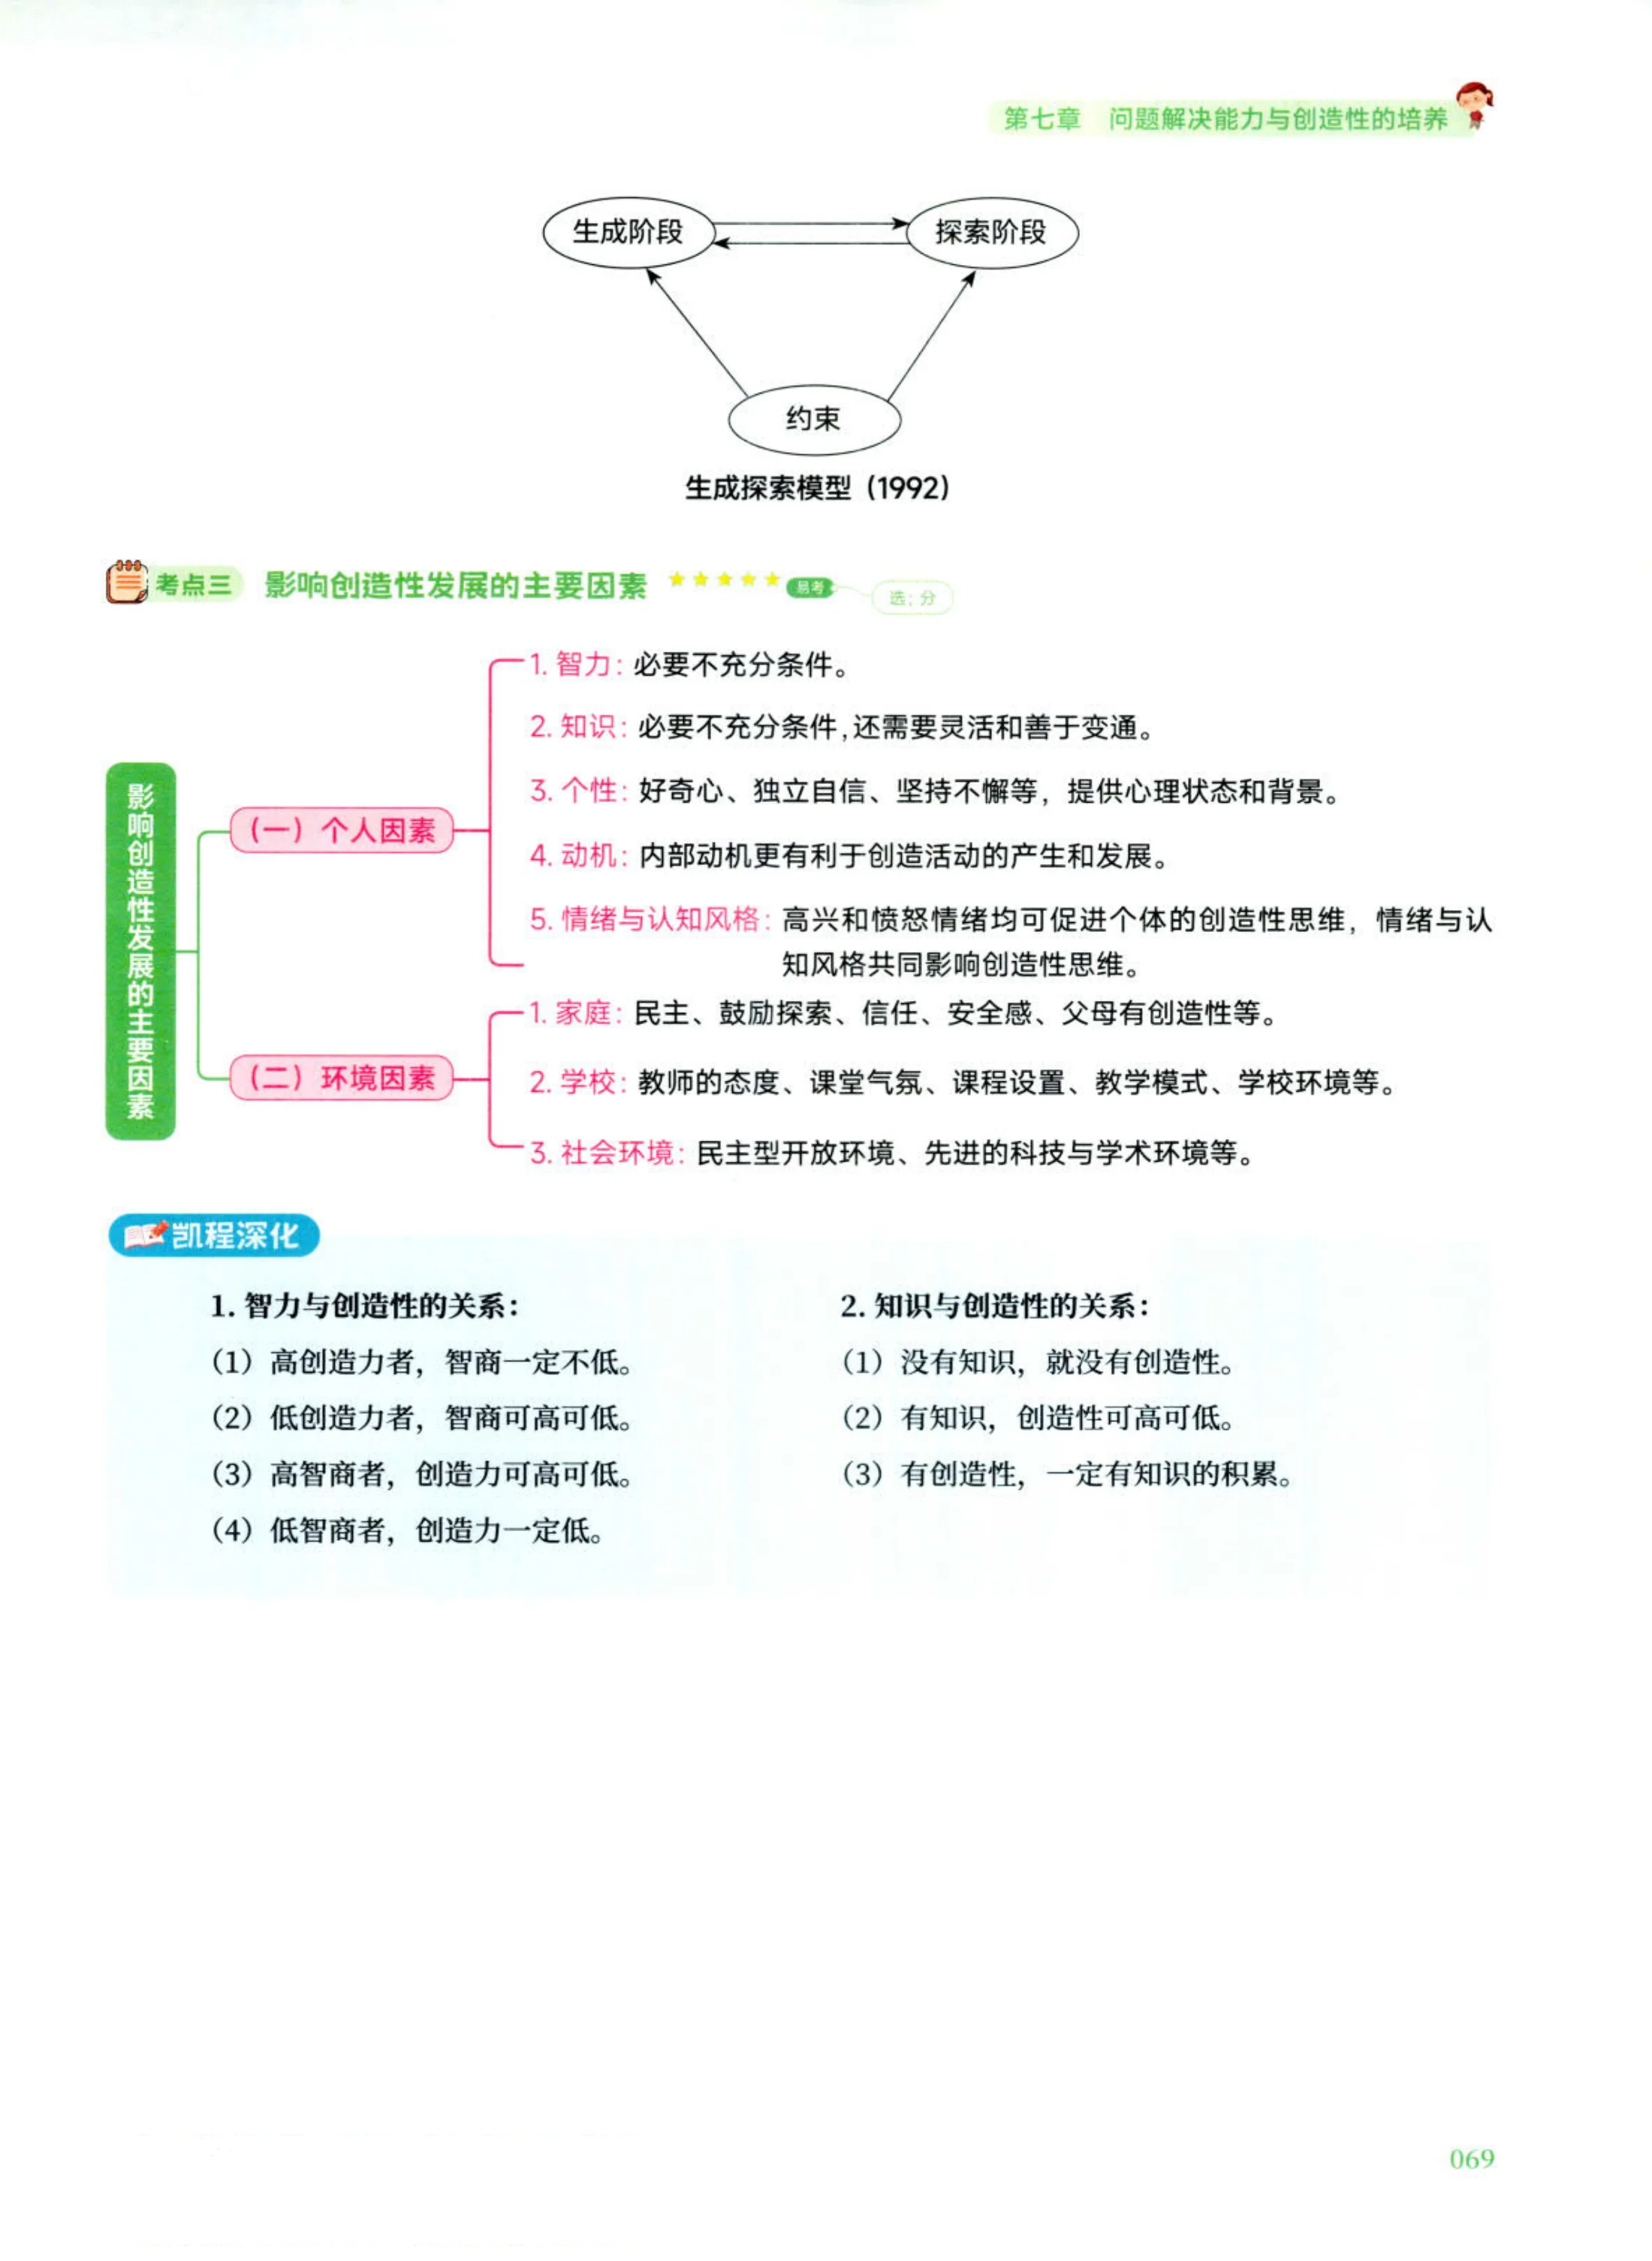 第七章 问题解决能力与创造性的培养
生成阶段
探索阶段
约束
生成探索模型（1992）
考点三 影响创造性发展的主要因素 易考 选；分
影响创造性发展的主要因素
（一）个人因素
1. 智力：必要不充分条件。
2. 知识：必要不充分条件，还需要灵活和善于变通。
3. 个性：好奇心、独立自信、坚持不懈等，提供心理状态和背景。
4. 动机：内部动机更有利于创造活动的产生和发展。
5. 情绪与认知风格：高兴和愤怒情绪均可促进个体的创造性思维，情绪与认
知风格共同影响创造性思维。
（二）环境因素
1. 家庭：民主、鼓励探索、信任、安全感、父母有创造性等。
2. 学校：教师的态度、课堂气氛、课程设置、教学模式、学校环境等。
3. 社会环境：民主型开放环境、先进的科技与学术环境等。
凯程深化
1. 智力与创造性的关系：
（1）高创造力者，智商一定不低。
（2）低创造力者，智商可高可低。
（3）高智商者，创造力可高可低。
（4）低智商者，创造力一定低。
2. 知识与创造性的关系：
（1）没有知识，就没有创造性。
（2）有知识，创造性可高可低。
（3）有创造性，一定有知识的积累。
069